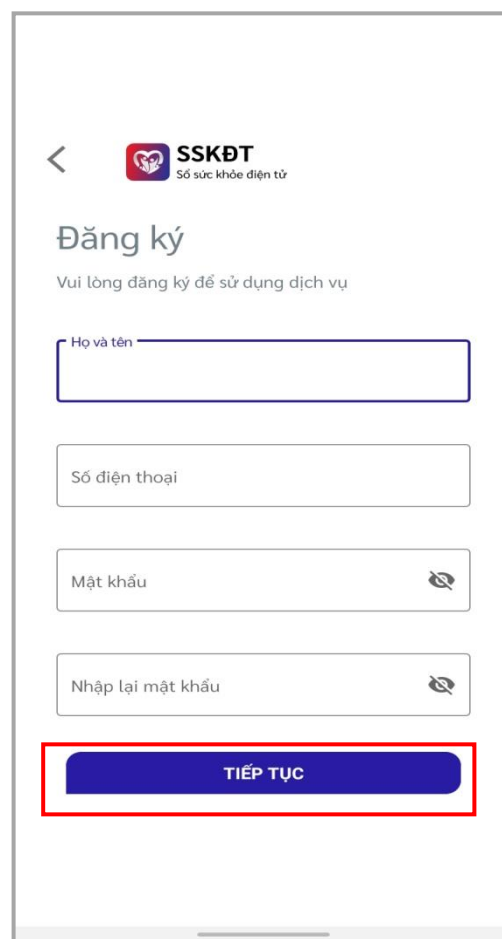 SSKĐT
Sổ sức khỏe điện tử
Đăng ký
Vui lòng đăng ký để sử dụng dịch vụ
Họ và tên
Số điện thoại
Mật khẩu
Nhập lại mật khẩu
TIẾP TỤC